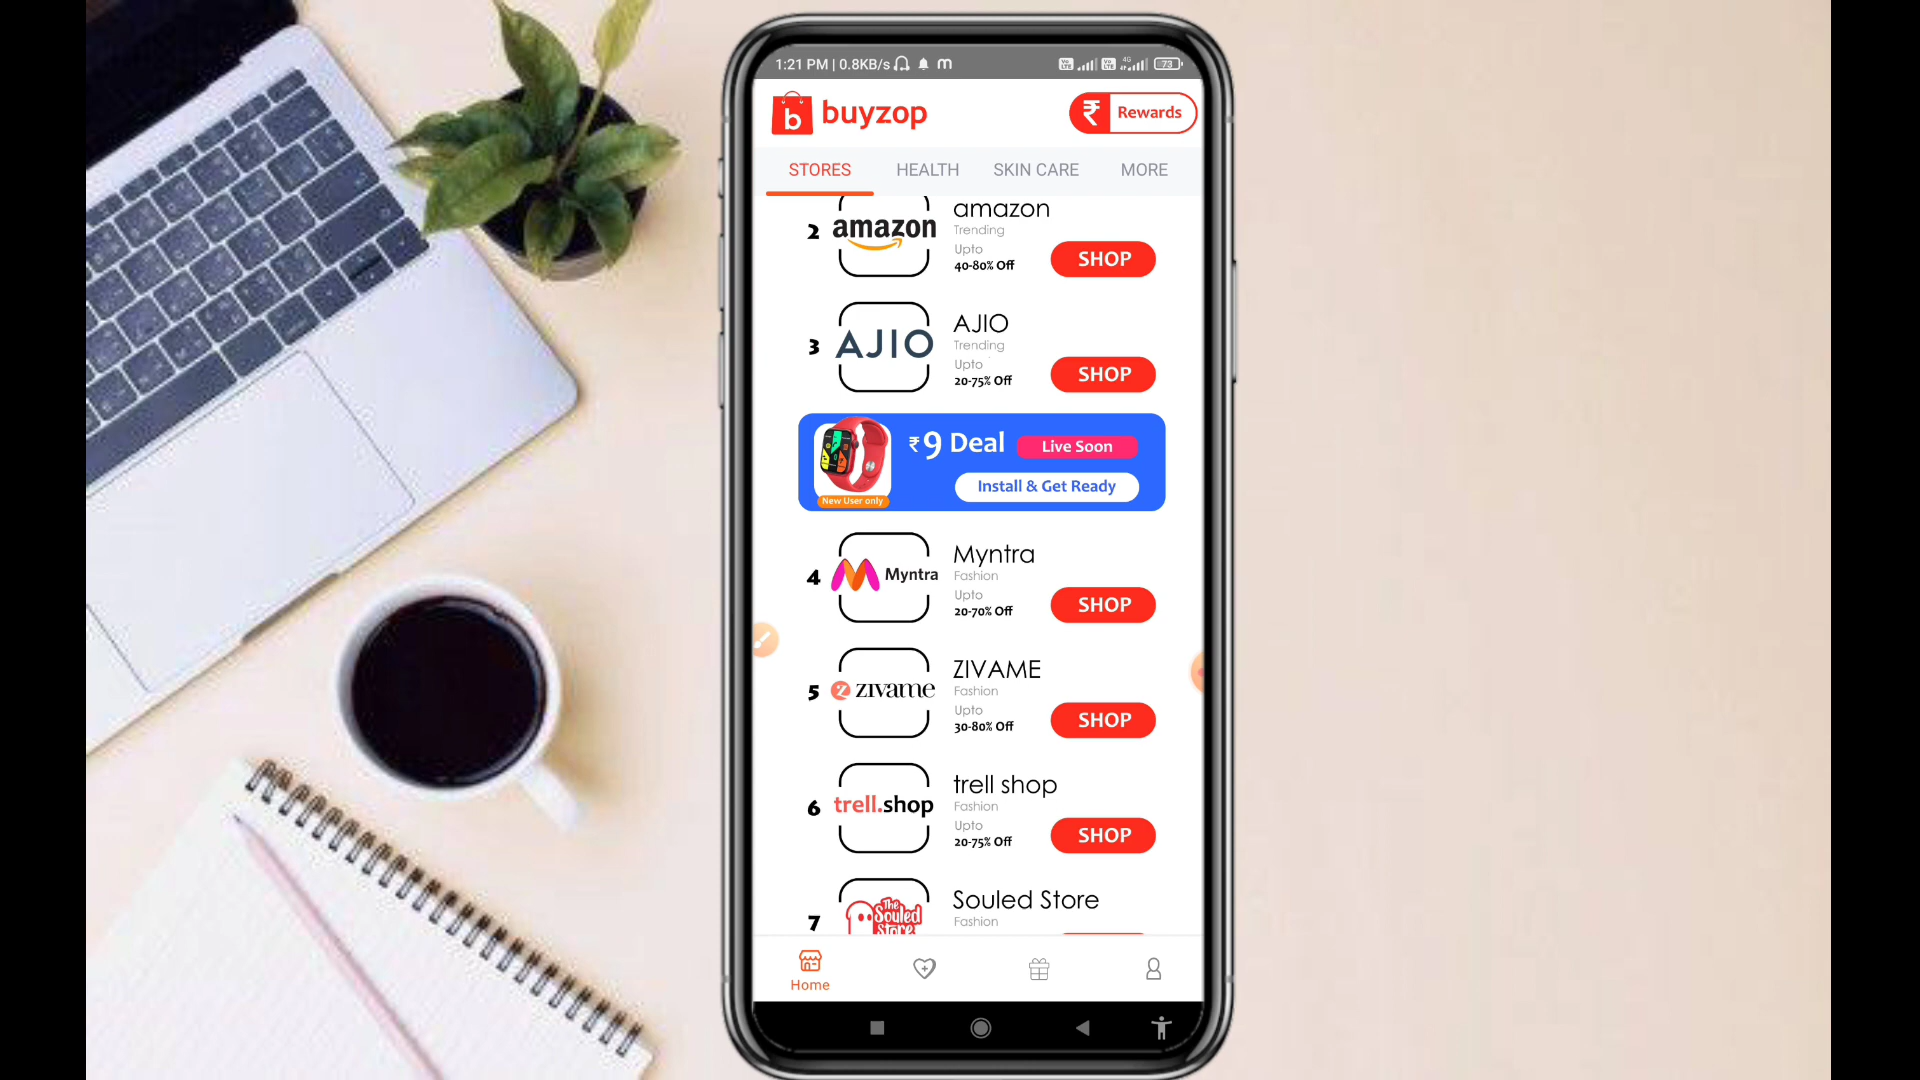 1:21 PM | 0.8KB/s
4G
73
b buyzop
₹ Rewards
STORES HEALTH SKIN CARE MORE
2 amazon
amazon
Trending
Upto
40-80% Off
SHOP
3 AJIO
AJIO
Trending
Upto
20-75% Off
SHOP
₹9 Deal Live Soon
Install & Get Ready
New User only
4 Myntra
Myntra
Fashion
Upto
20-70% Off
SHOP
5 zivame
ZIVAME
Fashion
Upto
30-80% Off
SHOP
6 trell.shop
trell shop
Fashion
Upto
20-75% Off
SHOP
7 The Souled Store
Souled Store
Fashion
Home